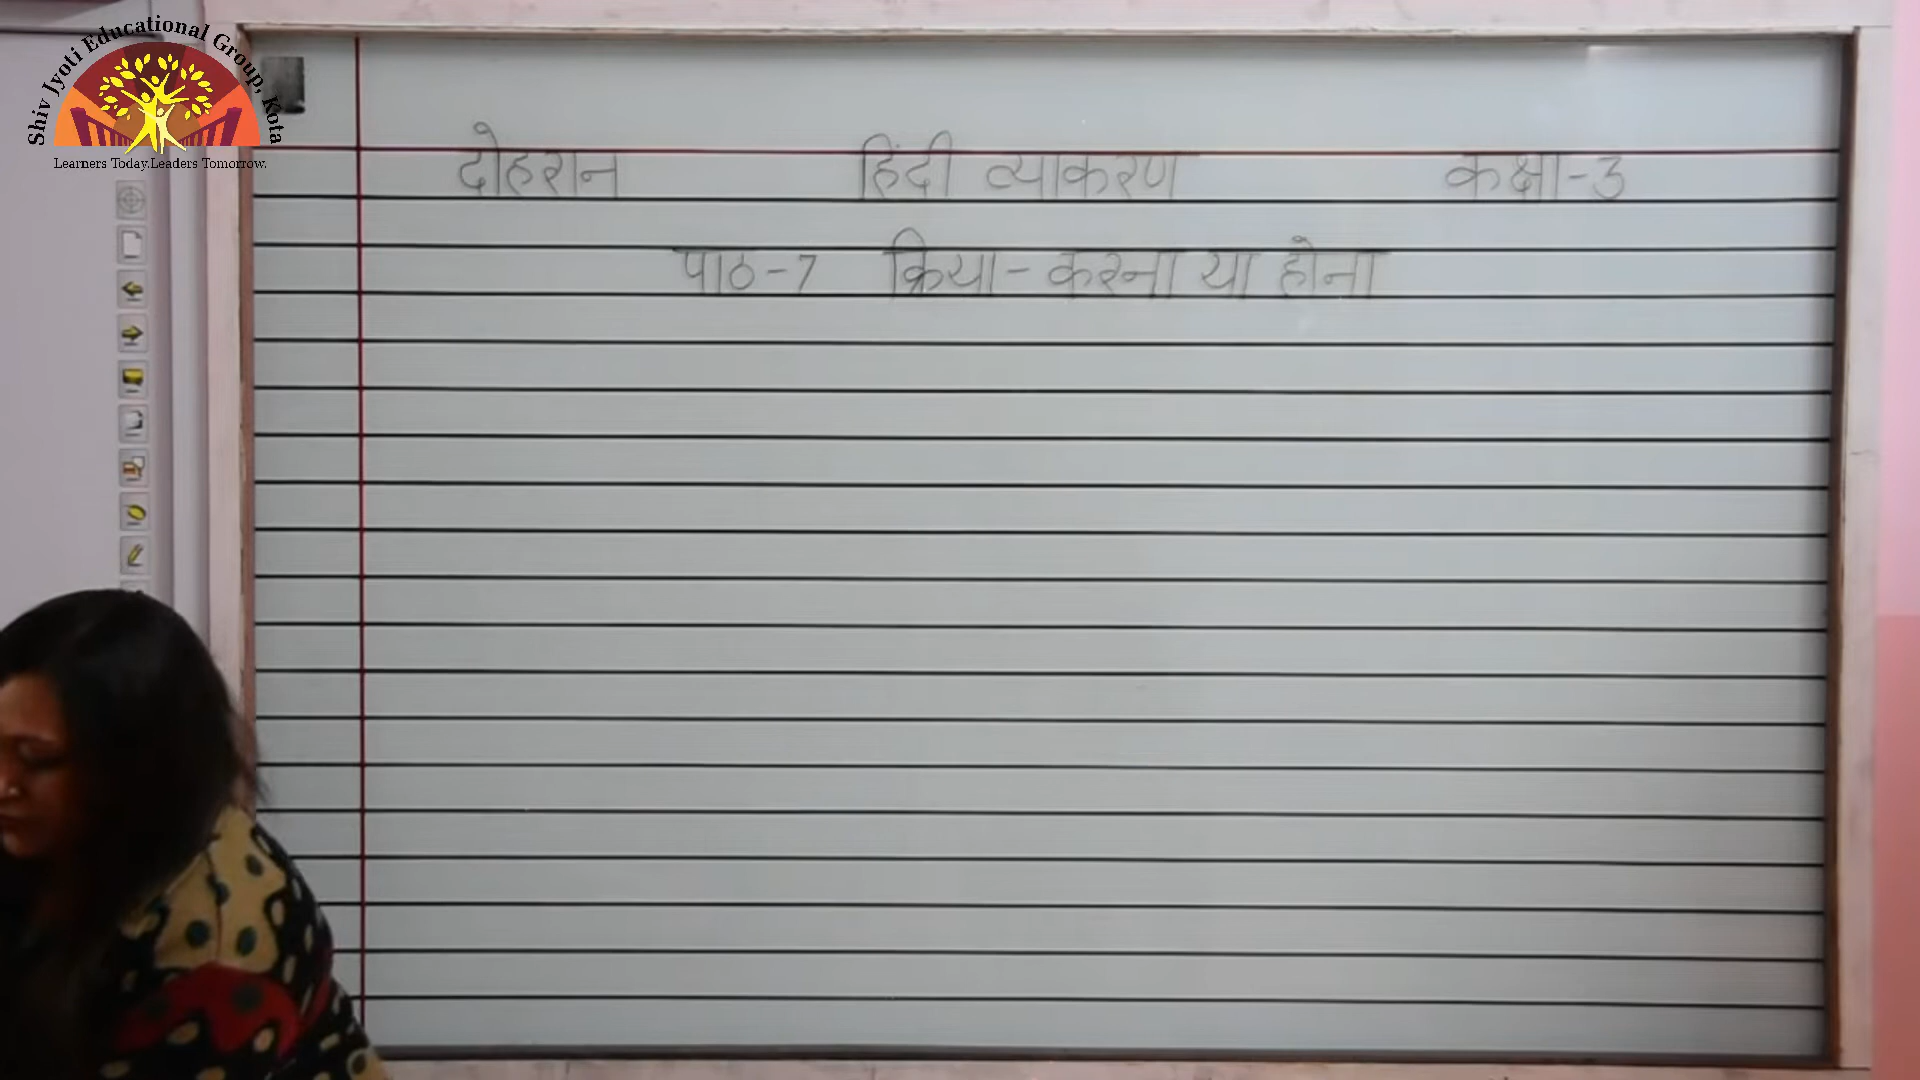 Shiv Jyoti Educational Group, Kota
Learners Today.Leaders Tomorrow.
दोहरान हिंदी व्याकरण कक्षा-3
पाठ-7 क्रिया- करना या होना